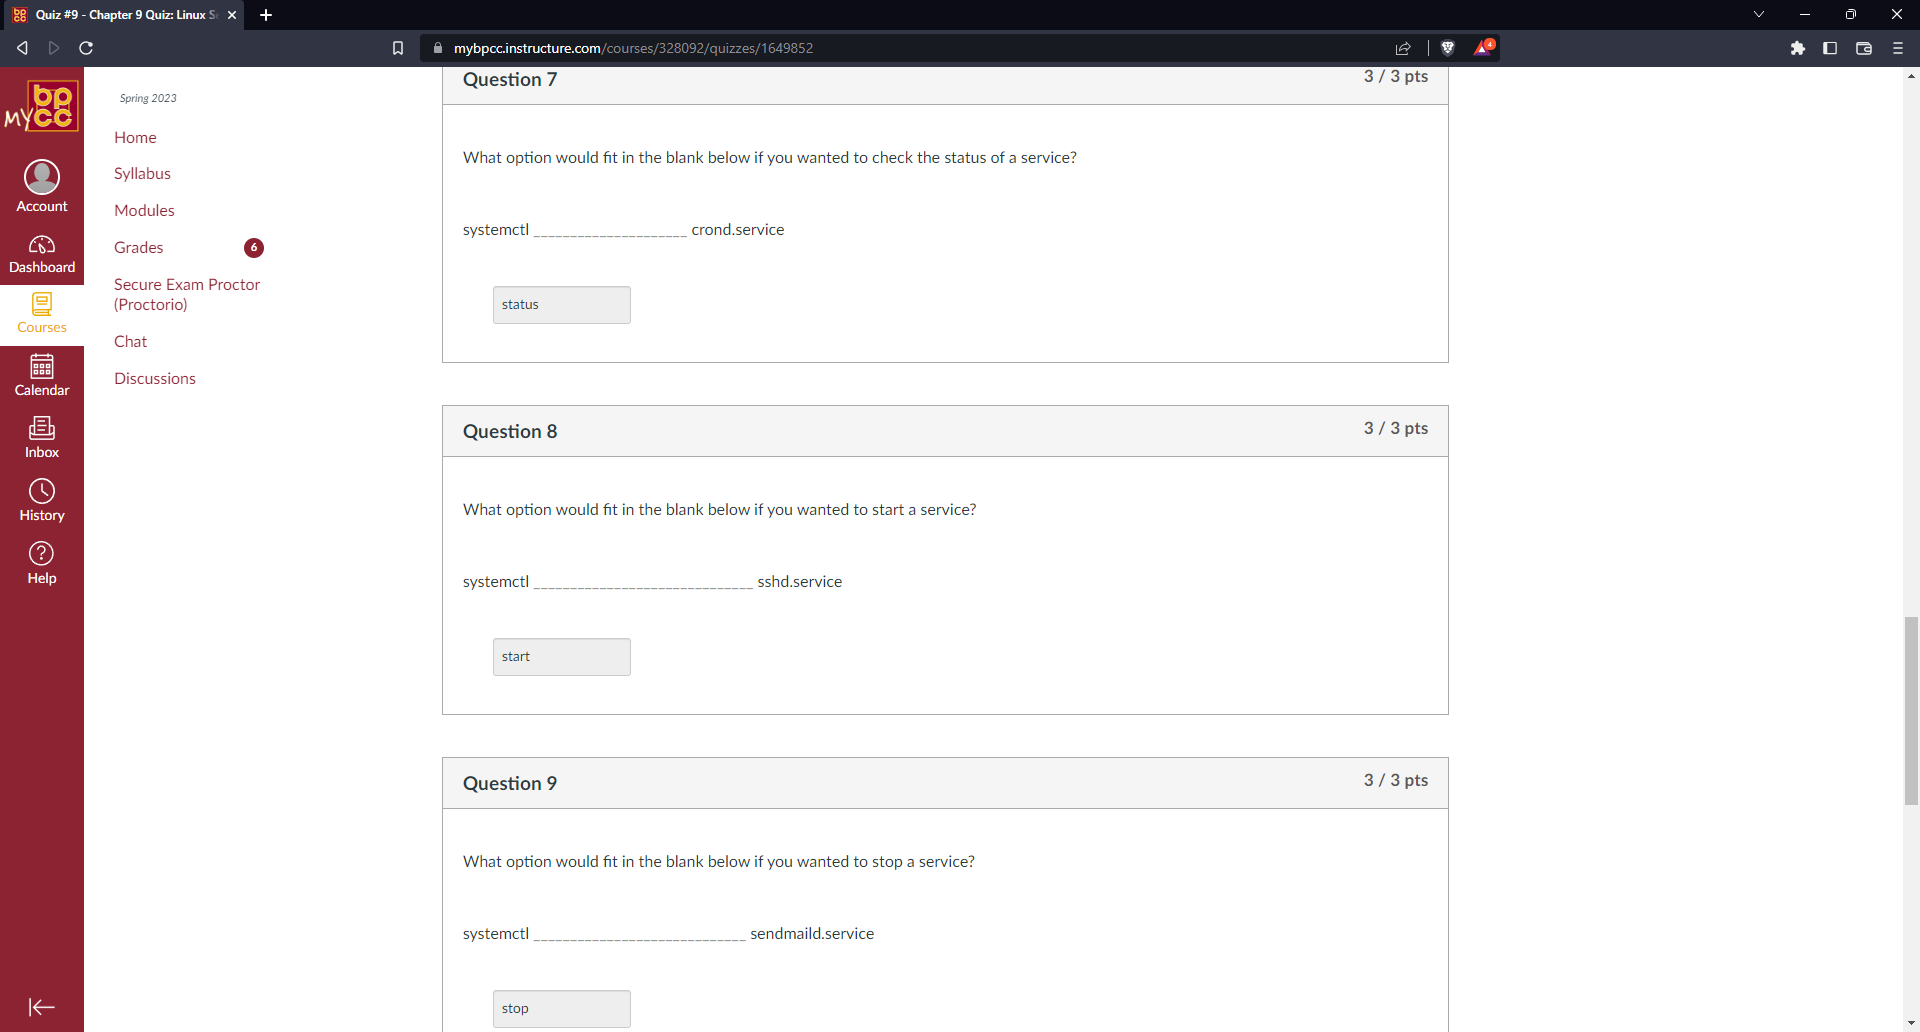 Quiz #9 - Chapter 9 Quiz: Linux S
mybpcc.instructure.com/courses/328092/quizzes/1649852
4
MY bpcc
Account
Dashboard
Courses
Calendar
Inbox
History
Help
Spring 2023
Home
Syllabus
Modules
Grades 6
Secure Exam Proctor
(Proctorio)
Chat
Discussions
Question 7 3 / 3 pts
What option would fit in the blank below if you wanted to check the status of a service?
systemctl _____________________ crond.service
status
Question 8 3 / 3 pts
What option would fit in the blank below if you wanted to start a service?
systemctl ______________________________ sshd.service
start
Question 9 3 / 3 pts
What option would fit in the blank below if you wanted to stop a service?
systemctl _____________________________ sendmaild.service
stop